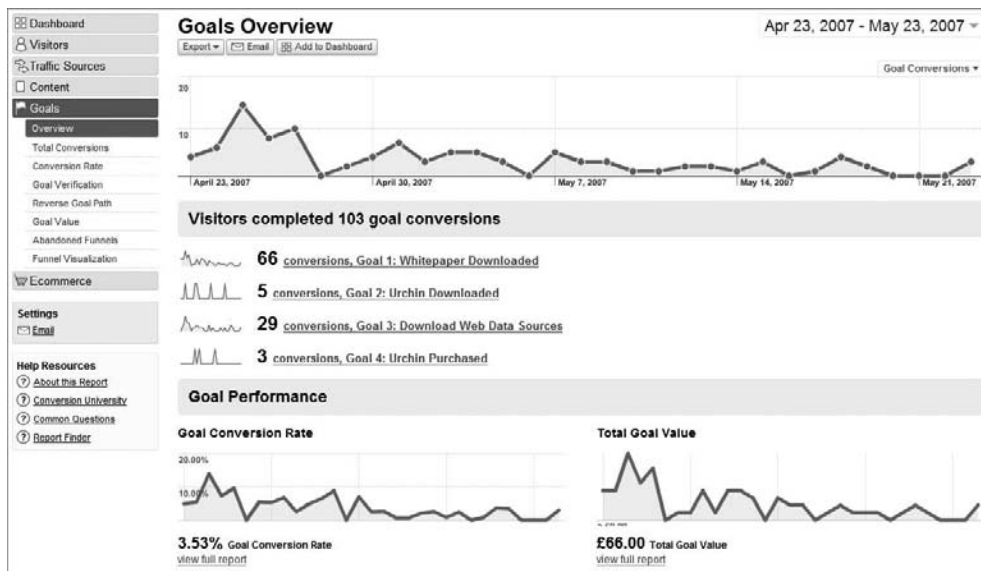 Dashboard
Visitors
Traffic Sources
Content
Goals
Overview
Total Conversions
Conversion Rate
Goal Verification
Reverse Goal Path
Goal Value
Abandoned Funnels
Funnel Visualization
Ecommerce
Settings
Email
Help Resources
About this Report
Conversion University
Common Questions
Report Finder
Goals Overview
Apr 23, 2007 - May 23, 2007
Export Email Add to Dashboard
Goal Conversions
20
10
April 23, 2007 April 30, 2007 May 7, 2007 May 14, 2007 May 21, 2007
Visitors completed 103 goal conversions
66 conversions, Goal 1: Whitepaper Downloaded
5 conversions, Goal 2: Urchin Downloaded
29 conversions, Goal 3: Download Web Data Sources
3 conversions, Goal 4: Urchin Purchased
Goal Performance
Goal Conversion Rate Total Goal Value
20.00%
10.00%
3.53% Goal Conversion Rate £66.00 Total Goal Value
view full report view full report